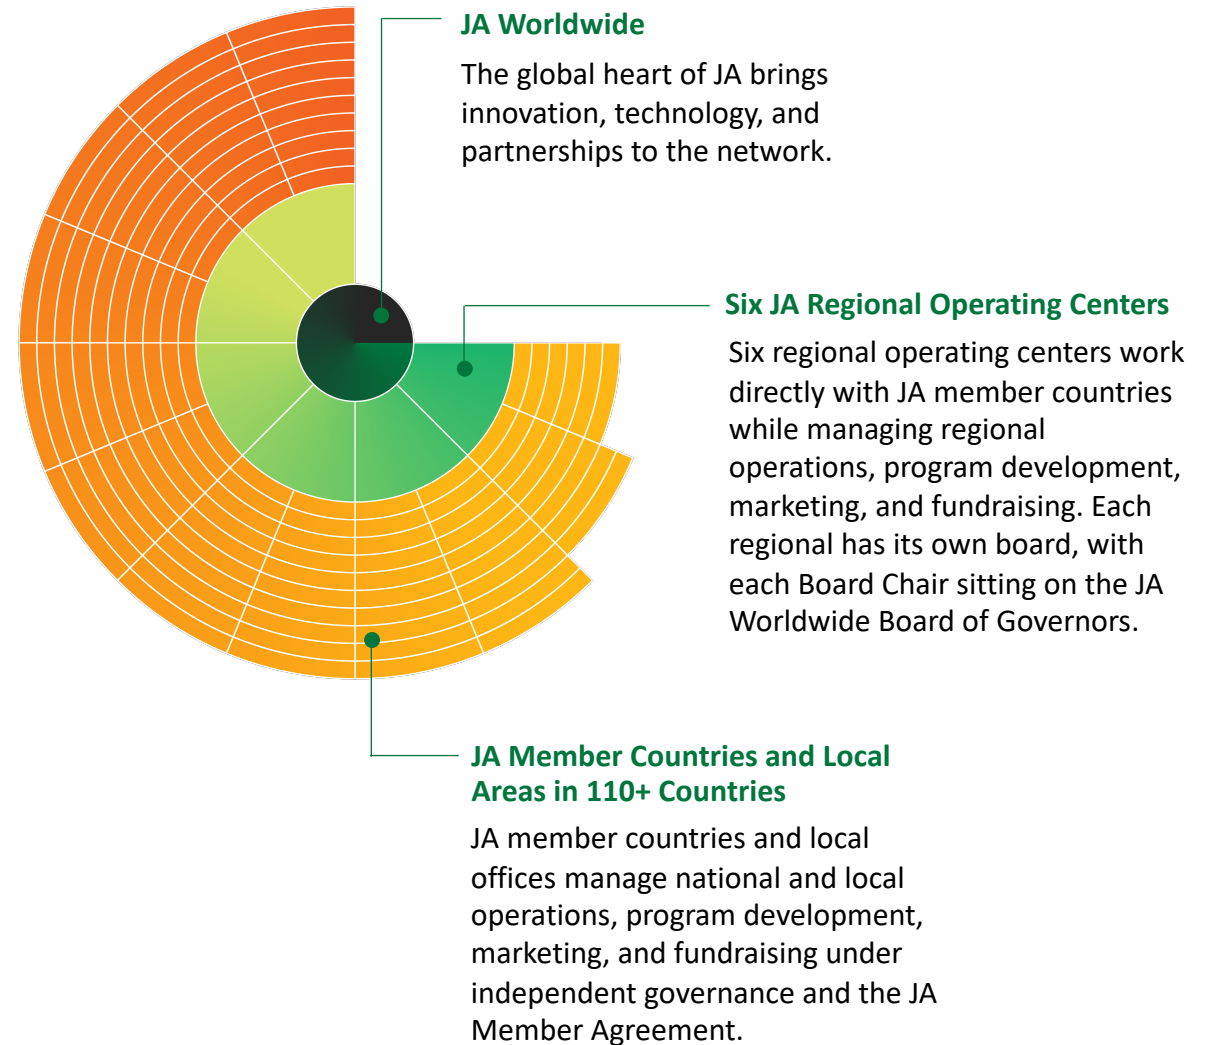 JA Worldwide
The global heart of JA brings
innovation, technology, and
partnerships to the network.
Six JA Regional Operating Centers
Six regional operating centers work
directly with JA member countries
while managing regional
operations, program development,
marketing, and fundraising. Each
regional has its own board, with
each Board Chair sitting on the JA
Worldwide Board of Governors.
JA Member Countries and Local
Areas in 110+ Countries
JA member countries and local
offices manage national and local
operations, program development,
marketing, and fundraising under
independent governance and the JA
Member Agreement.